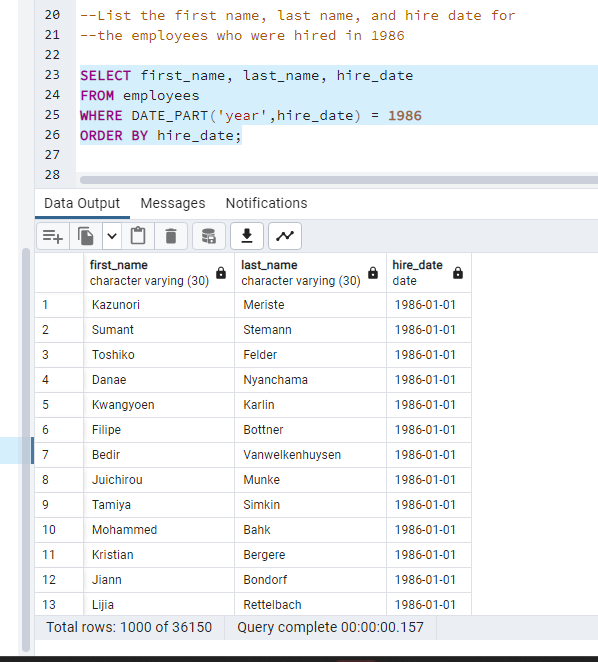 20 --List the first name, last name, and hire date for
21 --the employees who were hired in 1986
22
23 SELECT first_name, last_name, hire_date
24 FROM employees
25 WHERE DATE_PART('year',hire_date) = 1986
26 ORDER BY hire_date;
27
28
Data Output Messages Notifications
first_name last_name hire_date
character varying (30) character varying (30) date
1 Kazunori Meriste 1986-01-01
2 Sumant Stemann 1986-01-01
3 Toshiko Felder 1986-01-01
4 Danae Nyanchama 1986-01-01
5 Kwangyoen Karlin 1986-01-01
6 Filipe Bottner 1986-01-01
7 Bedir Vanwelkenhuysen 1986-01-01
8 Juichirou Munke 1986-01-01
9 Tamiya Simkin 1986-01-01
10 Mohammed Bahk 1986-01-01
11 Kristian Bergere 1986-01-01
12 Jiann Bondorf 1986-01-01
13 Lijia Rettelbach 1986-01-01
Total rows: 1000 of 36150 Query complete 00:00:00.157